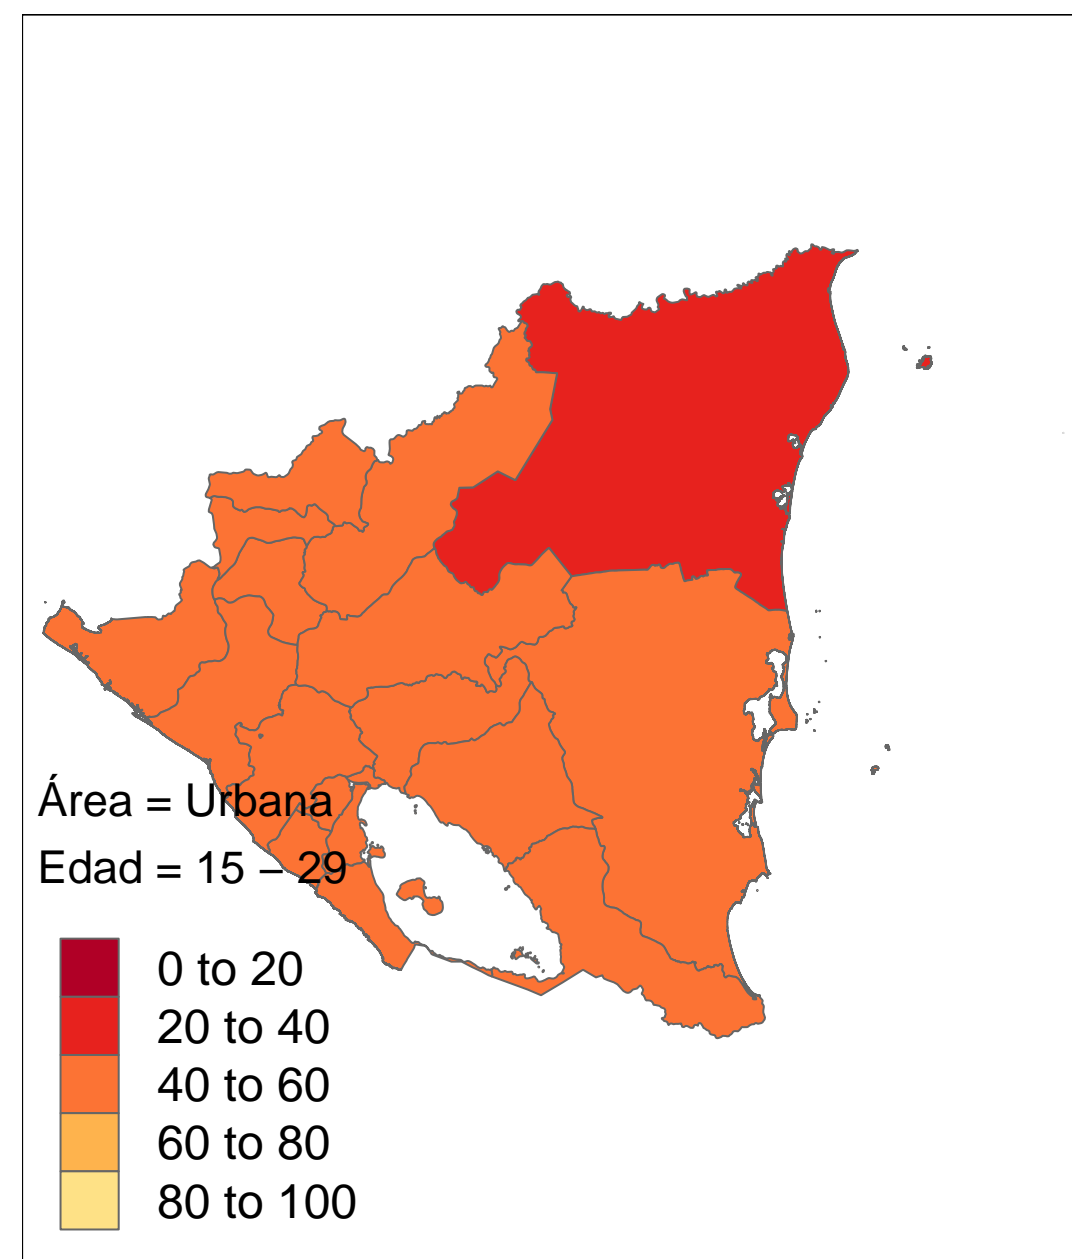 Área = Urbana
Edad = 15 – 29
0 to 20
20 to 40
40 to 60
60 to 80
80 to 100